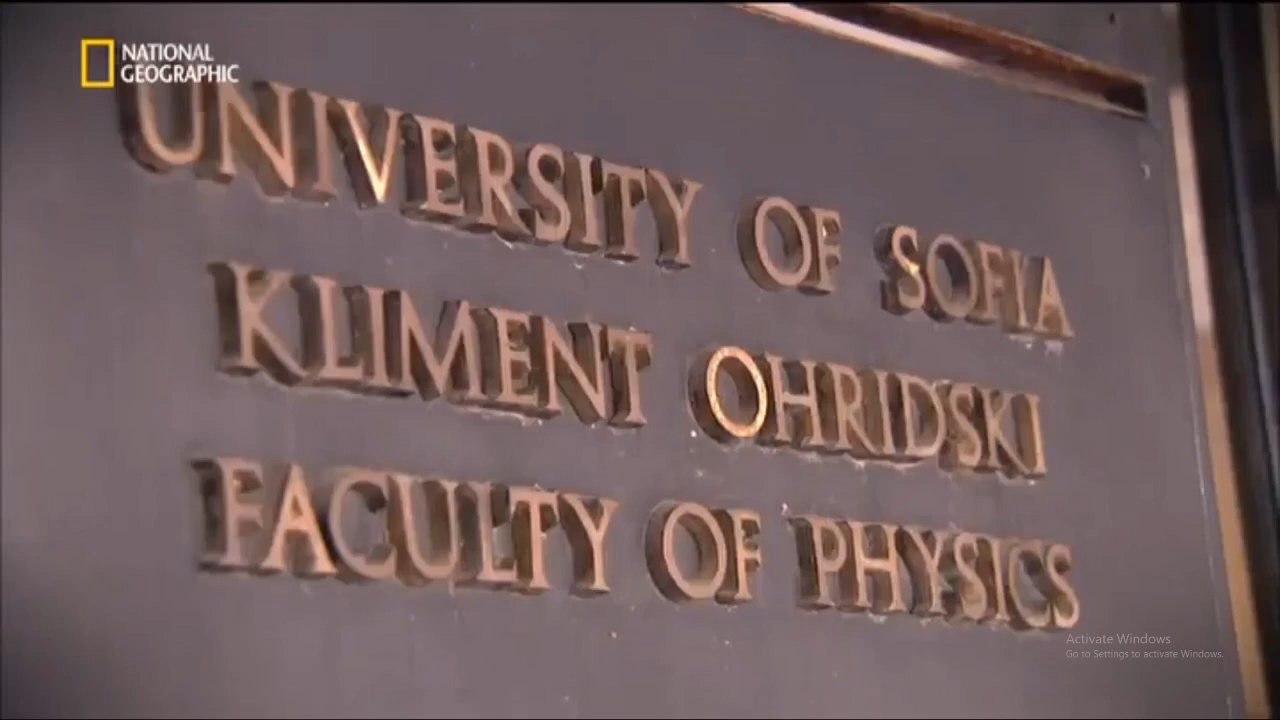 NATIONAL
GEOGRAPHIC
UNIVERSITY OF SOFIA
KLIMENT OHRIDSKI
FACULTY OF PHYSICS
Activate Windows
Go to Settings to activate Windows.